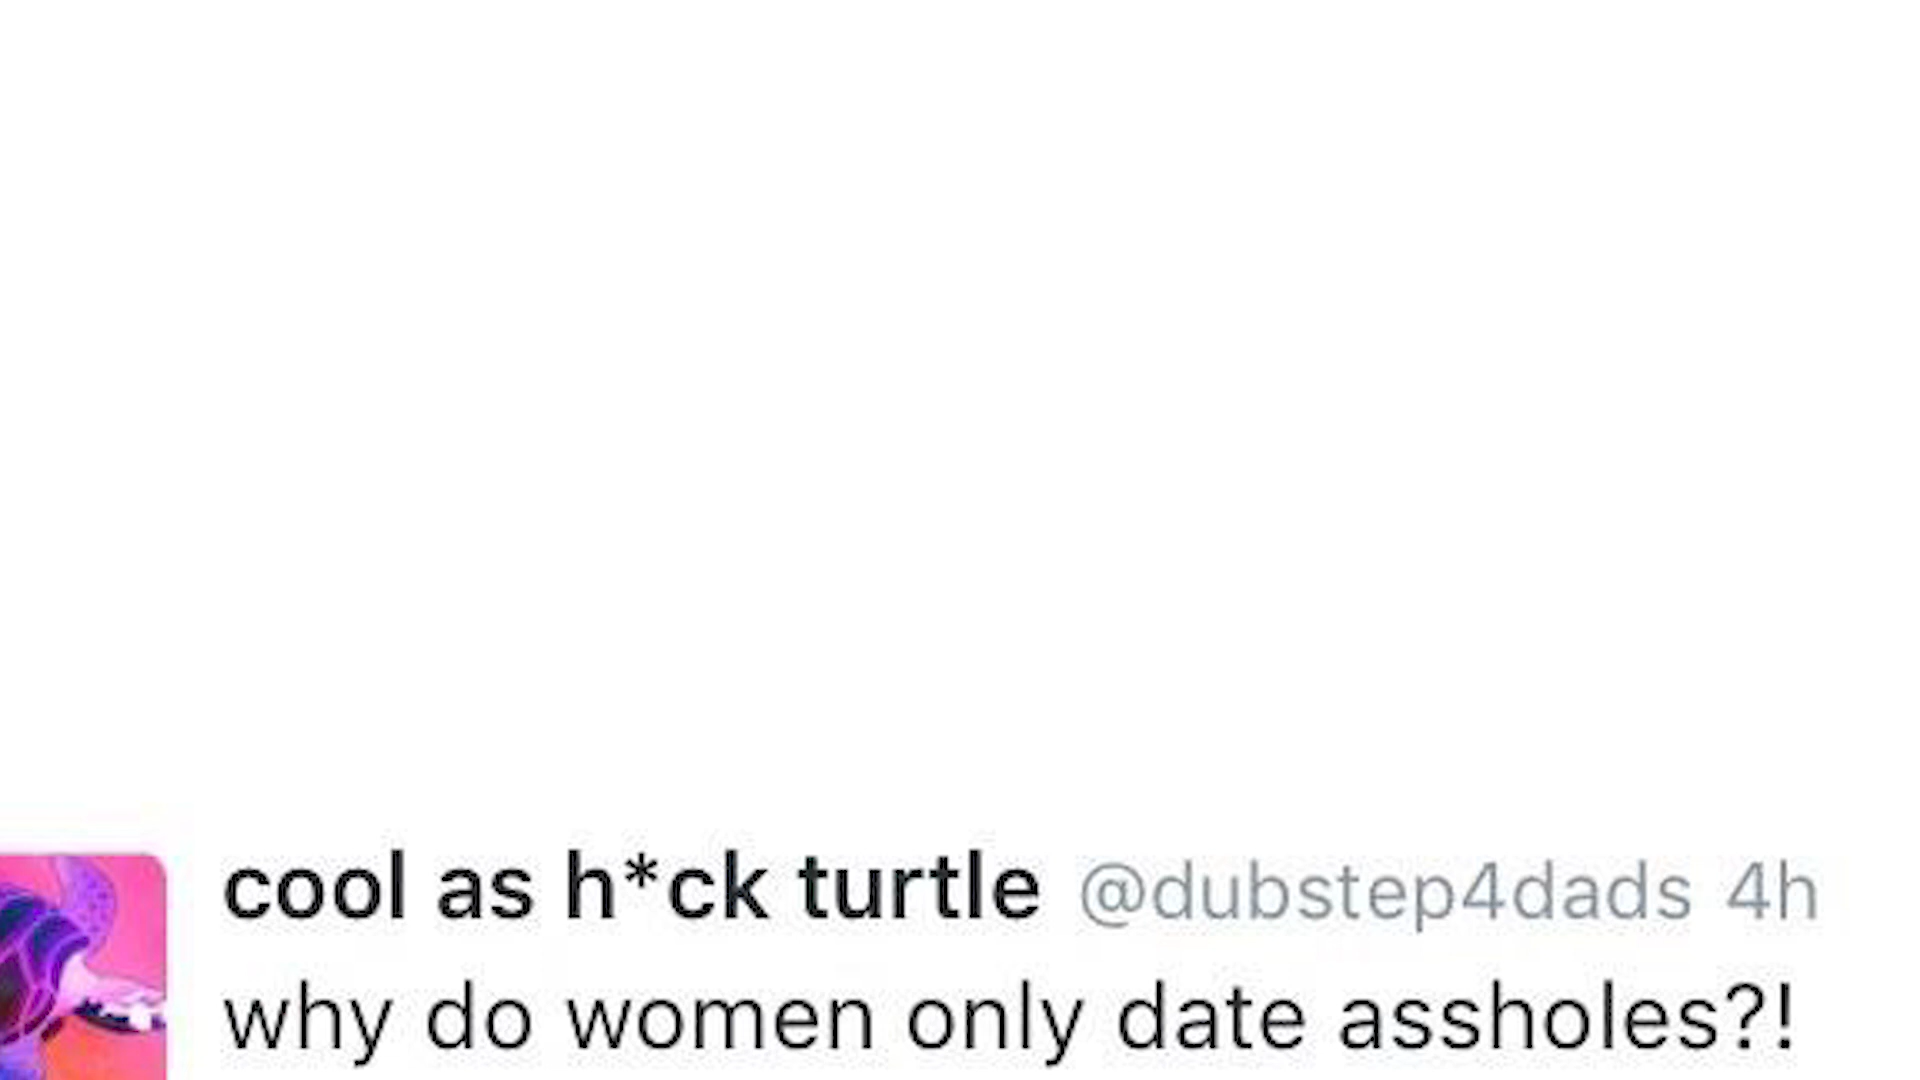 cool as h*ck turtle @dubstep4dads 4h
why do women only date assholes?!